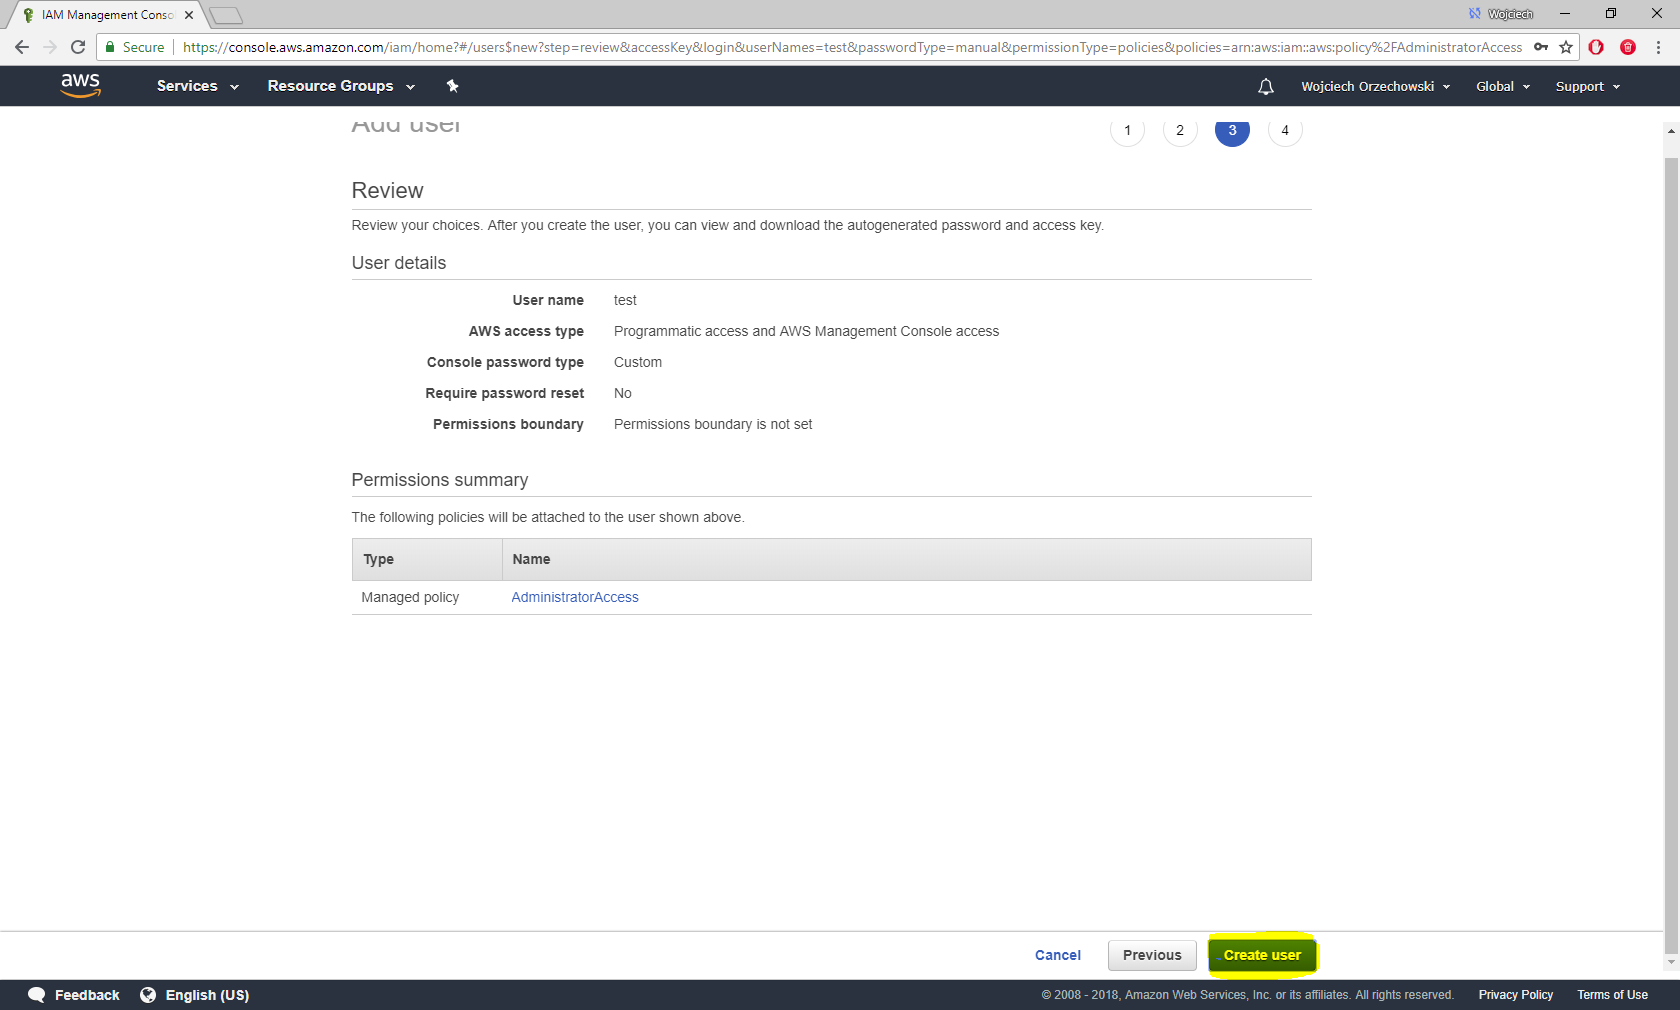 IAM Management Conso
Wojciech
Secure
https://console.aws.amazon.com/iam/home?#/users$new?step=review&accessKey&login&userNames=test&passwordType=manual&permissionType=policies&policies=arn:aws:iam::aws:policy%2FAdministratorAccess
aws
Services
Resource Groups
Wojciech Orzechowski
Global
Support
Add user
1
2
3
4
Review
Review your choices. After you create the user, you can view and download the autogenerated password and access key.
User details
User name test
AWS access type Programmatic access and AWS Management Console access
Console password type Custom
Require password reset No
Permissions boundary Permissions boundary is not set
Permissions summary
The following policies will be attached to the user shown above.
Type Name
Managed policy AdministratorAccess
Cancel
Previous
Create user
Feedback
English (US)
© 2008 - 2018, Amazon Web Services, Inc. or its affiliates. All rights reserved.
Privacy Policy
Terms of Use